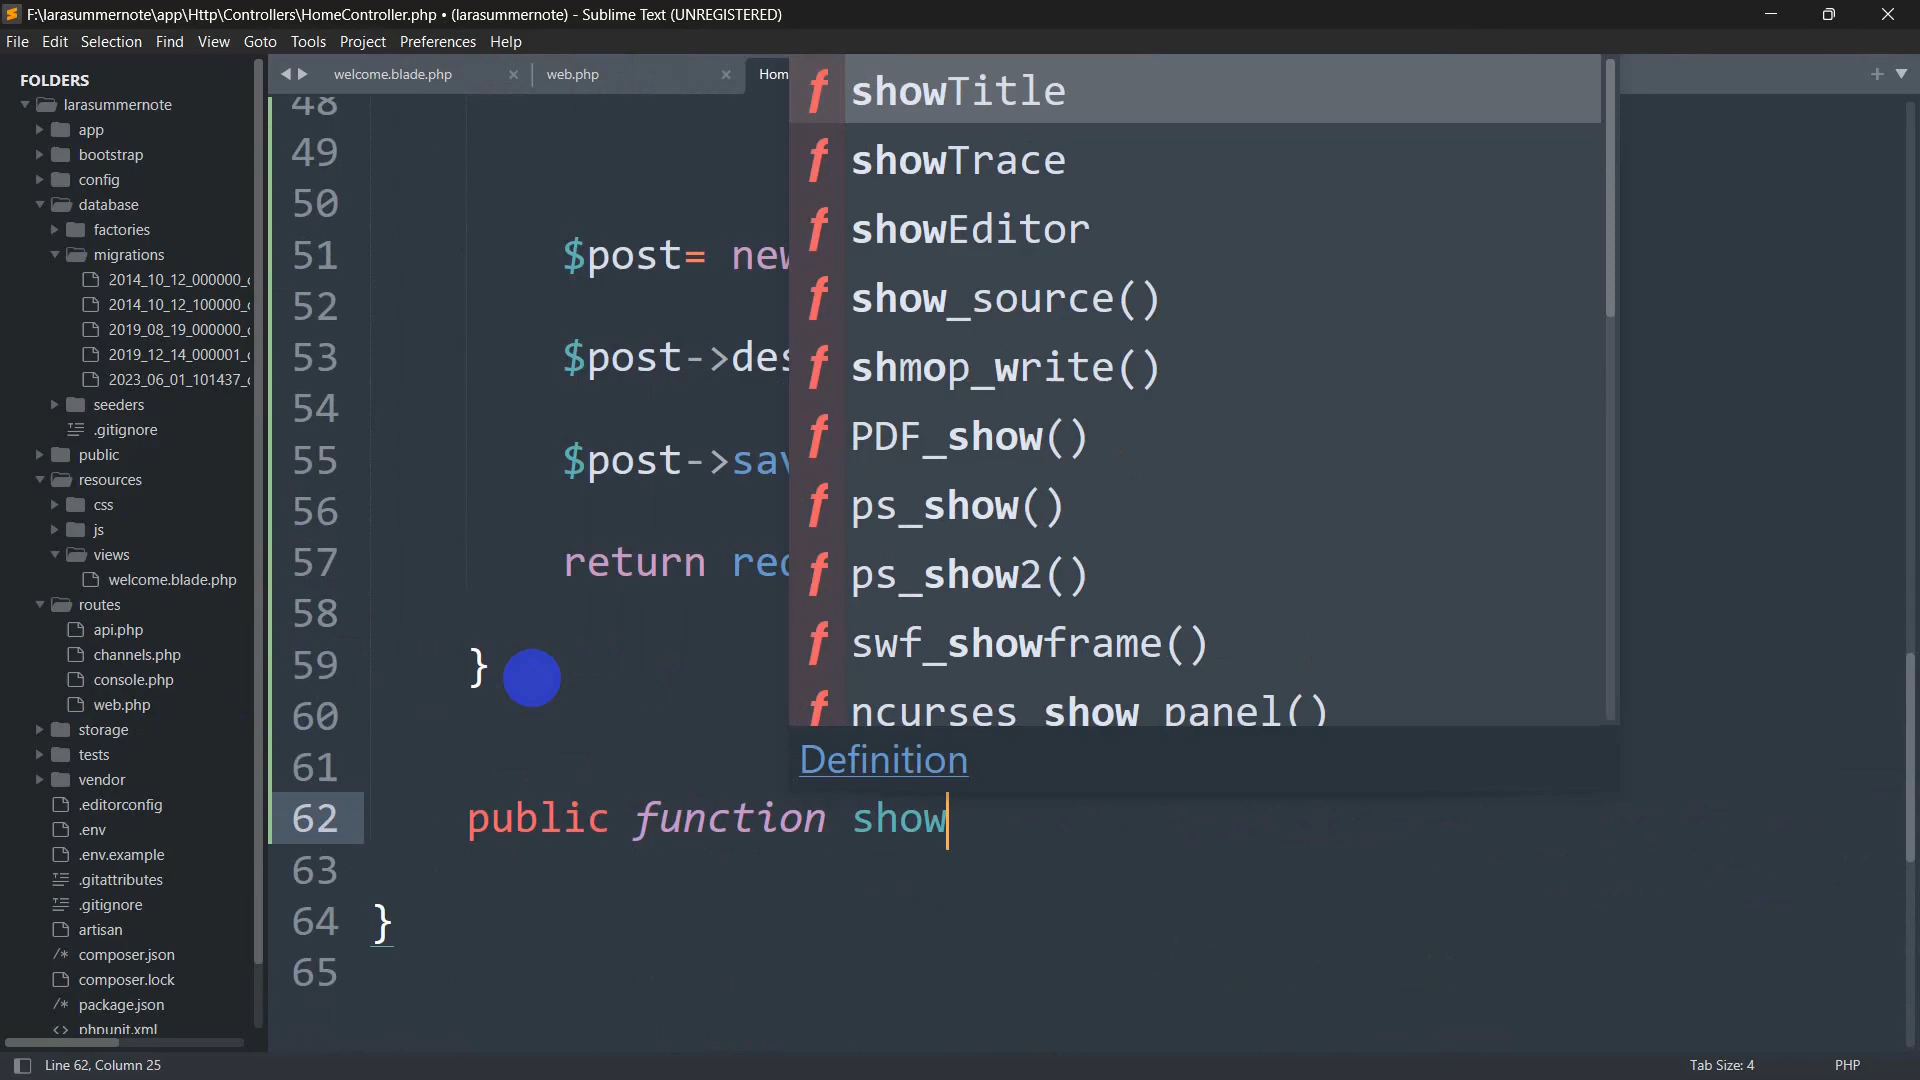 F:\larasummernote\app\Http\Controllers\HomeController.php • (larasummernote) - Sublime Text (UNREGISTERED)
File Edit Selection Find View Goto Tools Project Preferences Help
FOLDERS
larasummernote
app
bootstrap
config
database
factories
migrations
2014_10_12_000000_c
2014_10_12_100000_c
2019_08_19_000000_c
2019_12_14_000001_c
2023_06_01_101437_c
seeders
.gitignore
public
resources
css
js
views
welcome.blade.php
routes
api.php
channels.php
console.php
web.php
storage
tests
vendor
.editorconfig
.env
.env.example
.gitattributes
.gitignore
artisan
composer.json
composer.lock
package.json
phpunit.xml
welcome.blade.php × web.php × Hom
48
49
50
51 $post= new
52
53 $post->des
54
55 $post->sav
56
57 return red
58
59 }
60
61
62 public function show
63
64 }
65
f showTitle
f showTrace
f showEditor
f show_source()
f shmop_write()
f PDF_show()
f ps_show()
f ps_show2()
f swf_showframe()
f ncurses_show_panel()
Definition
Line 62, Column 25 Tab Size: 4 PHP